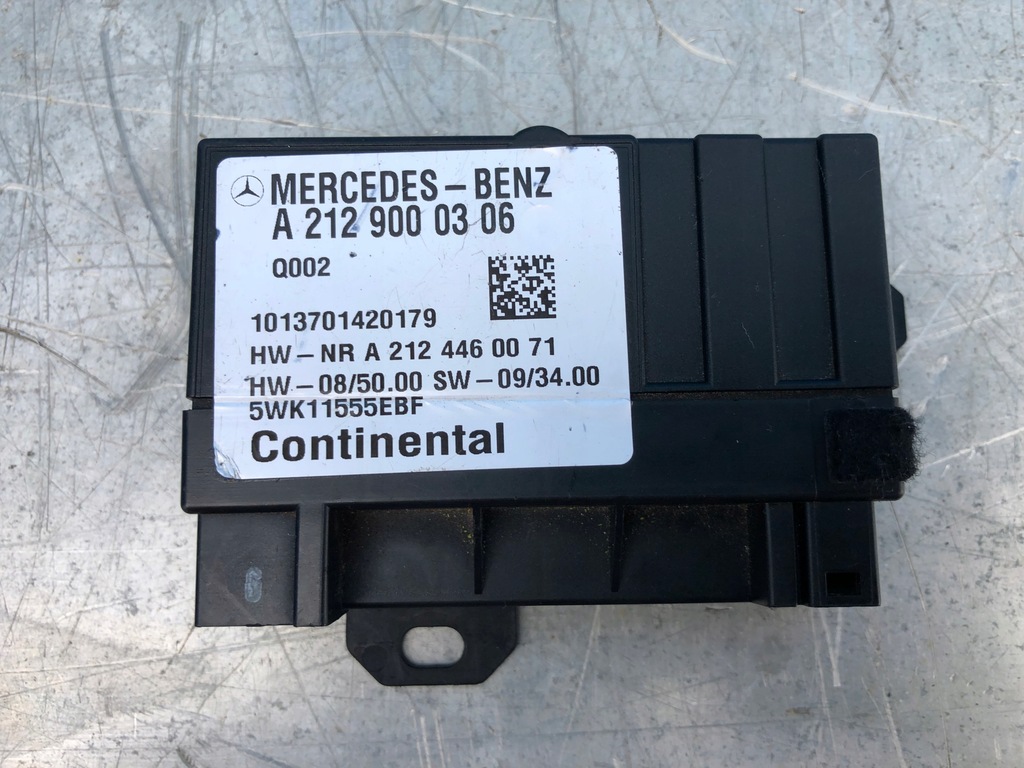 MERCEDES – BENZ
A 212 900 03 06
Q002
1013701420179
HW – NR A 212 446 00 71
HW – 08/50.00 SW – 09/34.00
5WK11555EBF
Continental